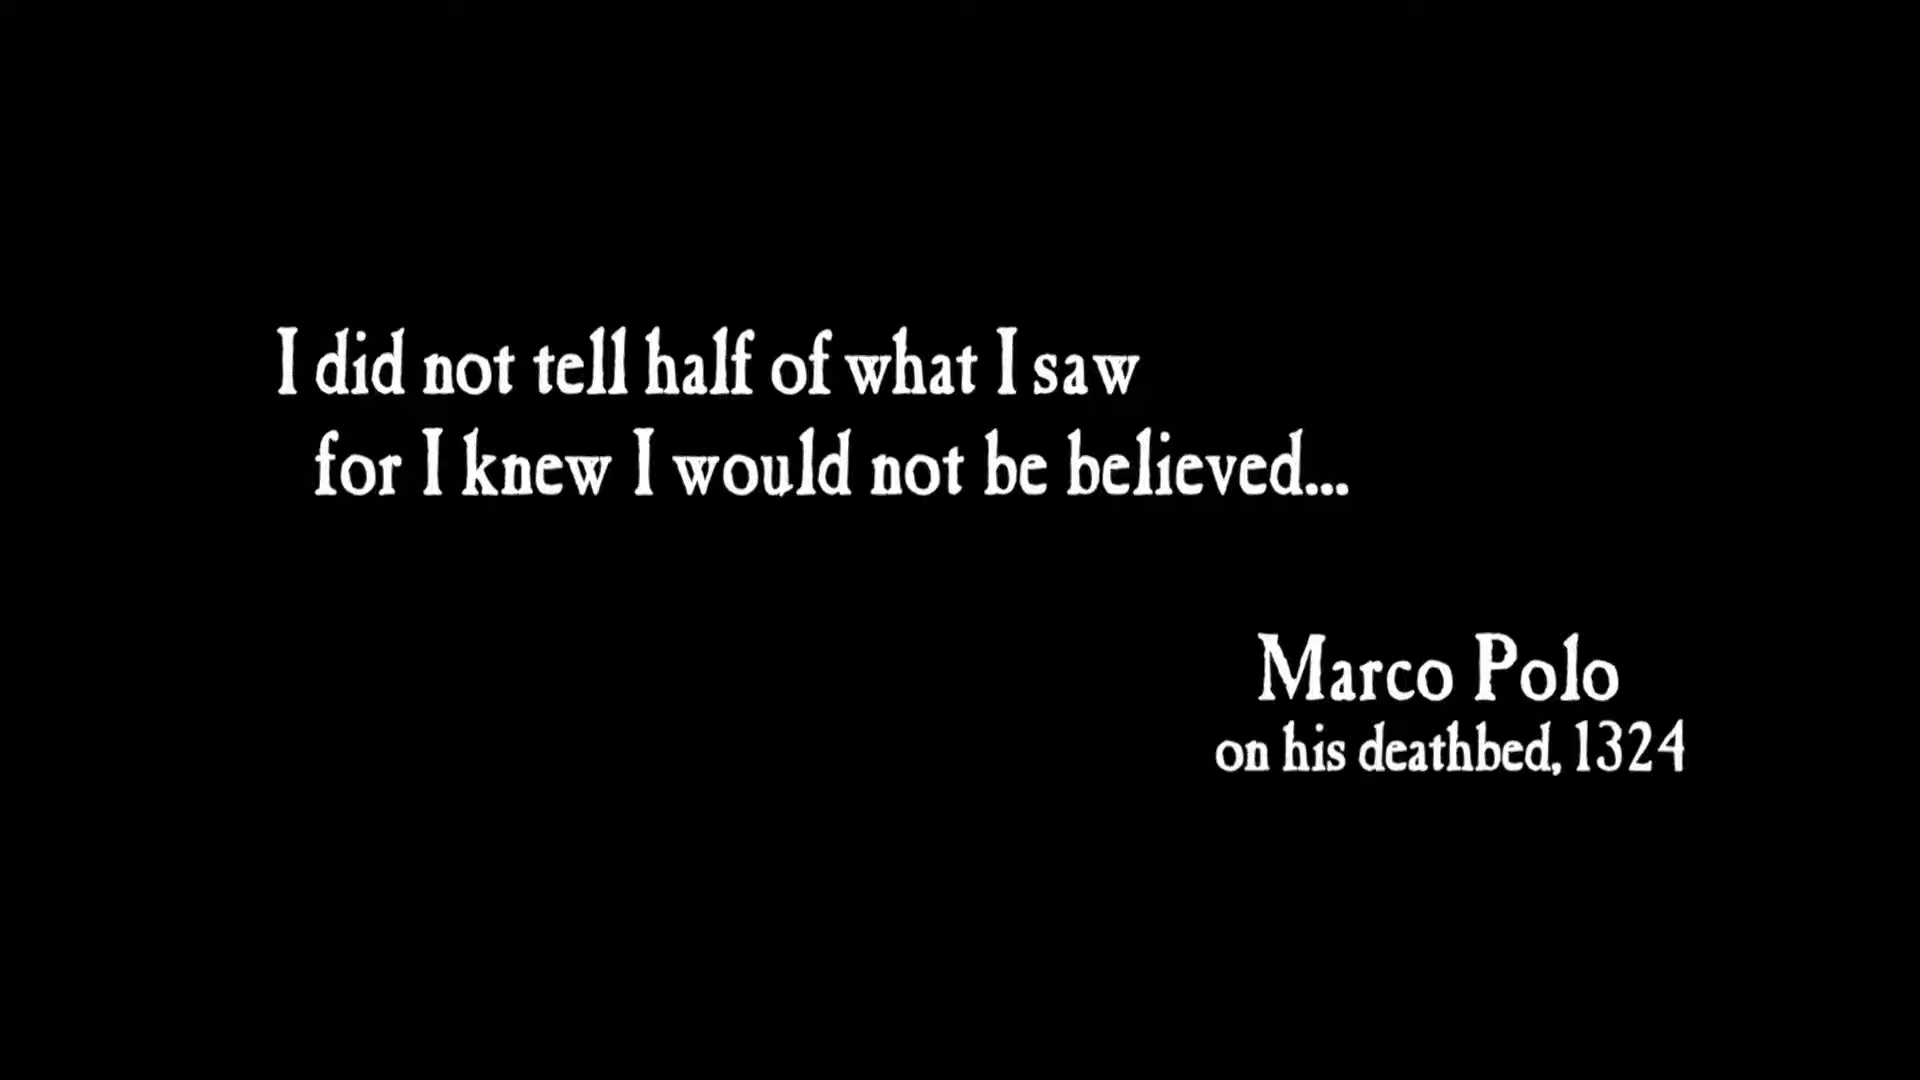 I did not tell half of what I saw
for I knew I would not be believed...
Marco Polo
on his deathbed, 1324